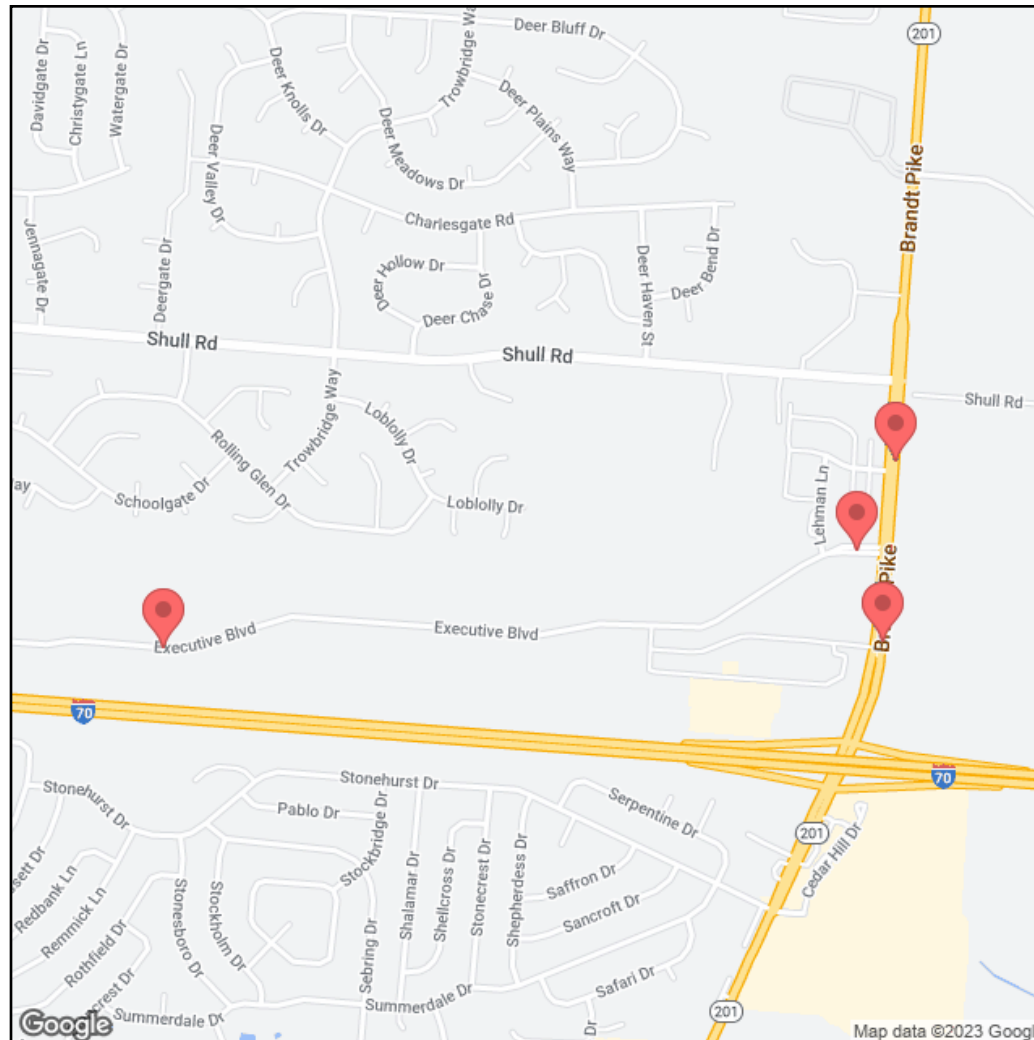 Deer Bluff Dr
201
Davidgate Dr
Christygate Ln
Watergate Dr
Deer Knolls Dr
Trowbridge Way
Deer Plains Way
Deer Valley Dr
Deer Meadows Dr
Brandt Pike
Charlesgate Rd
Jennagate Dr
Deergate Dr
Deer Hollow Dr
Deer Chase Dr
Deer Haven St
Deer Bend Dr
Shull Rd
Shull Rd
Shull Rd
Trowbridge Way
Loblolly Dr
Rolling Glen Dr
Schoolgate Dr
Loblolly Dr
Lehman Ln
Pike
Executive Blvd
Executive Blvd
70
70
Stonehurst Dr
Stonehurst Dr
Pablo Dr
Serpentine Dr
201
Cedar Hill Dr
Stockbridge Dr
Shalamar Dr
Shellcross Dr
Stonecrest Dr
Shepherdess Dr
Saffron Dr
Sancroft Dr
Redbank Ln
Remmick Ln
Rothfield Dr
Stonesboro Dr
Stockholm Dr
Sebring Dr
Safari Dr
Summerdale Dr
Summerdale Dr
Dr
201
Google
Map data ©2023 Google